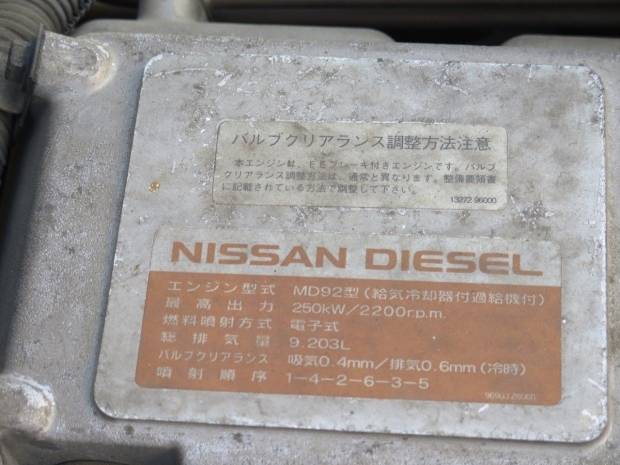 バルブクリアランス調整方法注意
本エンジンは、EEブレーキ付きエンジンです。バルブ
クリアランス調整方法は、通常と異なります。整備要領書
に記載されている方法で調整して下さい。
13272 96000
NISSAN DIESEL
エンジン型式 MD92型(給気冷却器付過給機付)
最高出力 250kW/2200r.p.m.
燃料噴射方式 電子式
総排気量 9.203L
バルブクリアランス 吸気0.4mm/排気0.6mm(冷時)
噴射順序 1-4-2-6-3-5